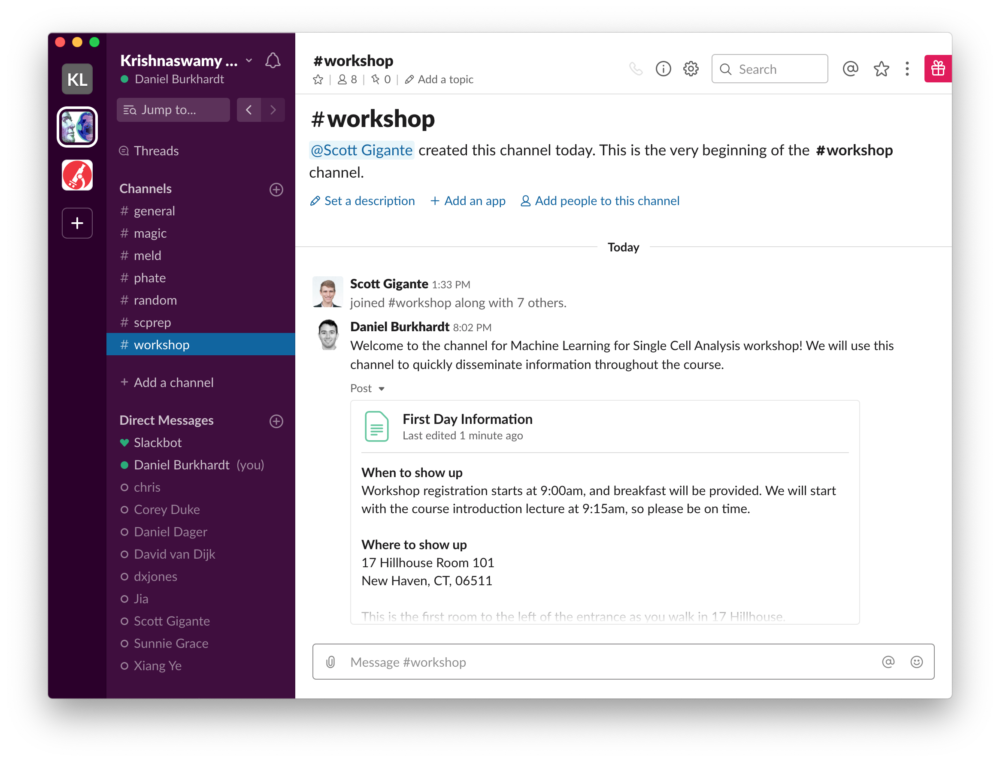 KL
Krishnaswamy ...
Daniel Burkhardt
Jump to...
Threads
Channels
# general
# magic
# meld
# phate
# random
# scprep
# workshop
+ Add a channel
Direct Messages
Slackbot
Daniel Burkhardt (you)
chris
Corey Duke
Daniel Dager
David van Dijk
dxjones
Jia
Scott Gigante
Sunnie Grace
Xiang Ye
#workshop
8 | 0 | Add a topic
Search
#workshop
@Scott Gigante created this channel today. This is the very beginning of the #workshop
channel.
Set a description + Add an app Add people to this channel
Today
Scott Gigante 1:33 PM
joined #workshop along with 7 others.
Daniel Burkhardt 8:02 PM
Welcome to the channel for Machine Learning for Single Cell Analysis workshop! We will use this
channel to quickly disseminate information throughout the course.
Post
First Day Information
Last edited 1 minute ago
When to show up
Workshop registration starts at 9:00am, and breakfast will be provided. We will start
with the course introduction lecture at 9:15am, so please be on time.
Where to show up
17 Hillhouse Room 101
New Haven, CT, 06511
This is the first room to the left of the entrance as you walk in 17 Hillhouse.
Message #workshop